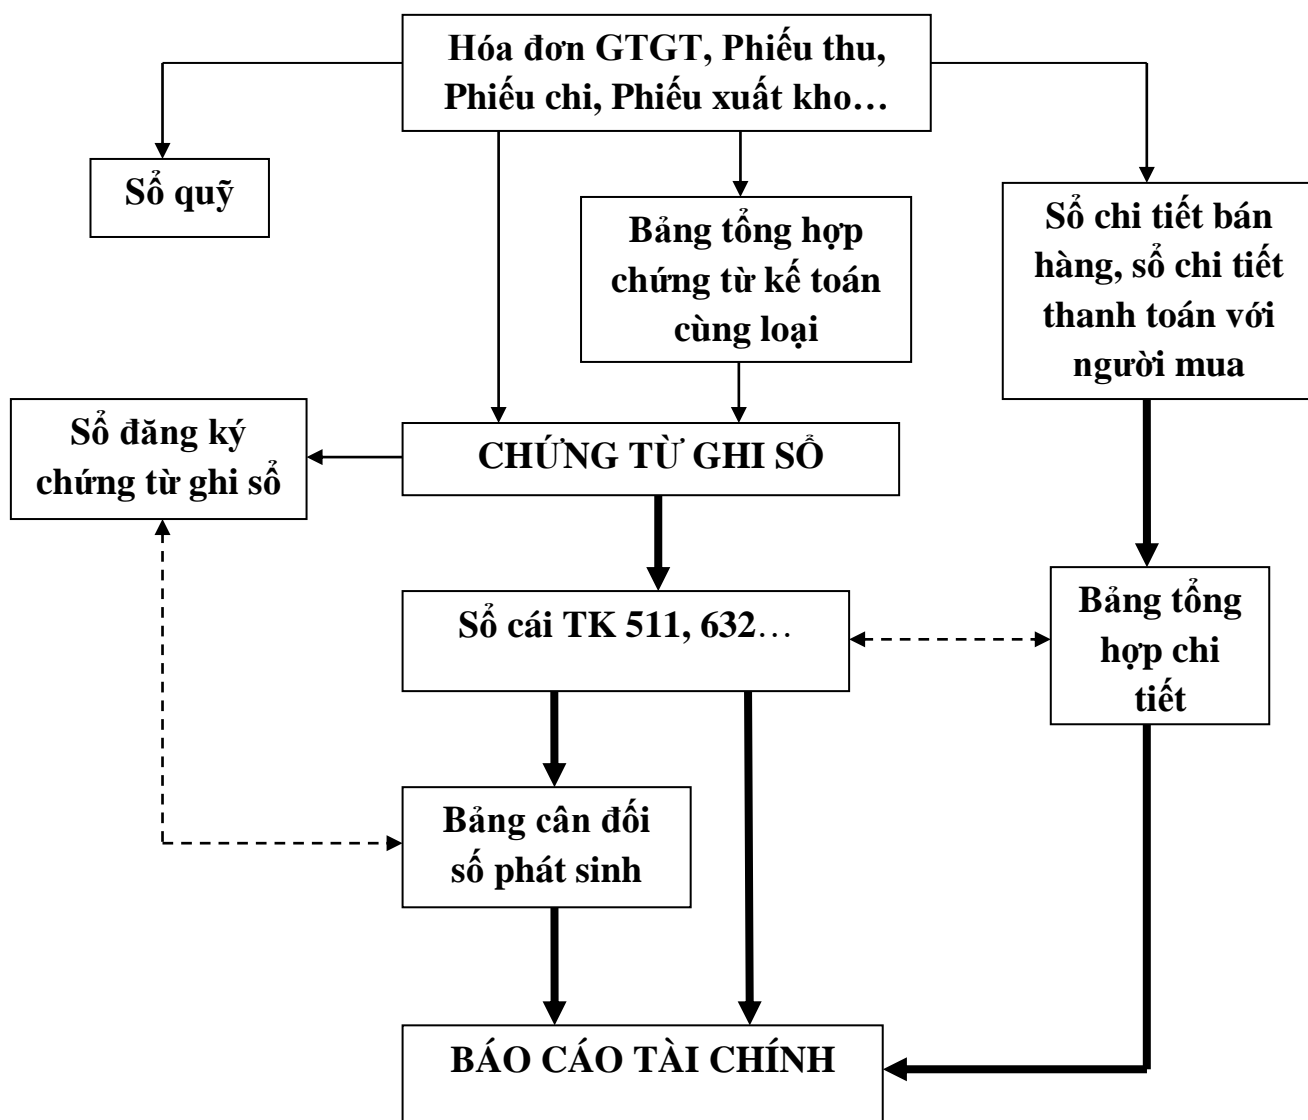 Hóa đơn GTGT, Phiếu thu,
Phiếu chi, Phiếu xuất kho…
Sổ quỹ
Bảng tổng hợp
chứng từ kế toán
cùng loại
Sổ chi tiết bán
hàng, sổ chi tiết
thanh toán với
người mua
Sổ đăng ký
chứng từ ghi sổ
CHỨNG TỪ GHI SỔ
Sổ cái TK 511, 632…
Bảng tổng
hợp chi
tiết
Bảng cân đối
số phát sinh
BÁO CÁO TÀI CHÍNH